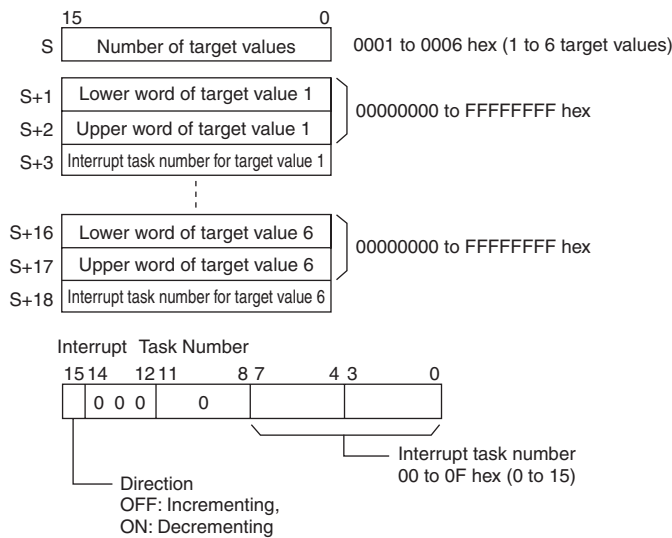 15 0
S Number of target values 0001 to 0006 hex (1 to 6 target values)
S+1 Lower word of target value 1
00000000 to FFFFFFFF hex
S+2 Upper word of target value 1
S+3 Interrupt task number for target value 1
S+16 Lower word of target value 6
00000000 to FFFFFFFF hex
S+17 Upper word of target value 6
S+18 Interrupt task number for target value 6
Interrupt Task Number
15 14 12 11 8 7 4 3 0
0 0 0 0
Interrupt task number
00 to 0F hex (0 to 15)
Direction
OFF: Incrementing,
ON: Decrementing